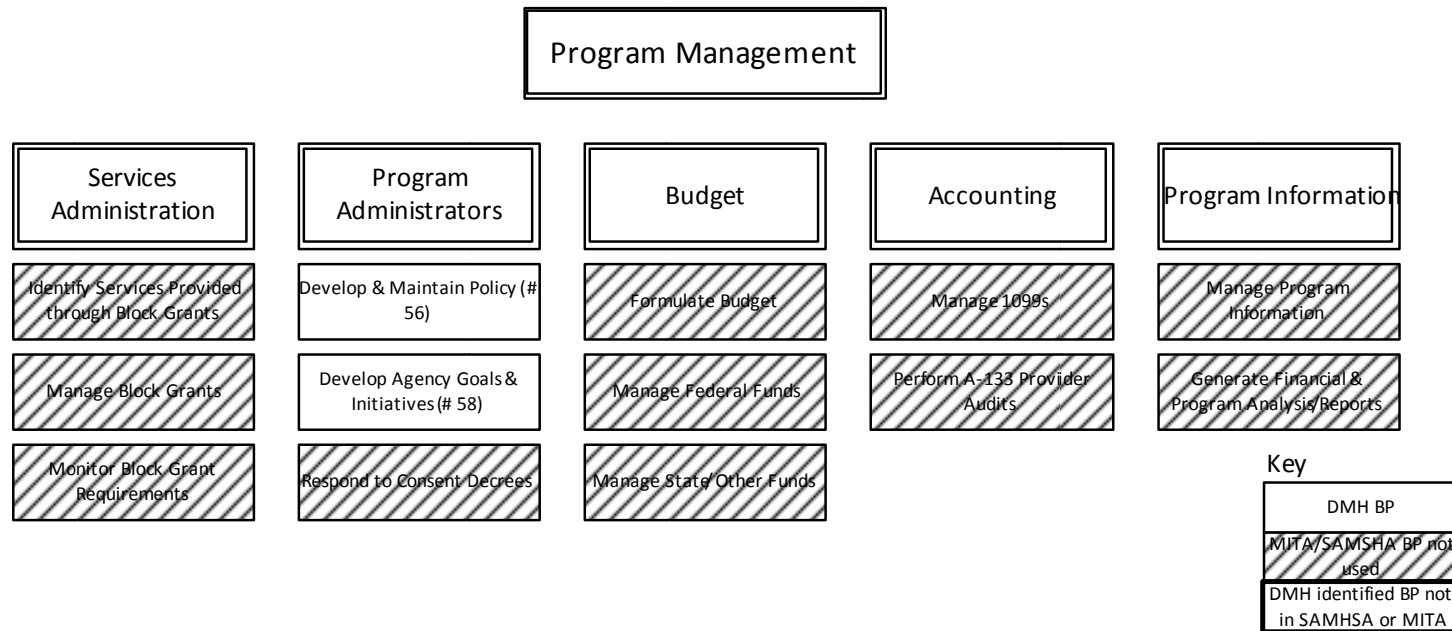 Program Management
Services
Administration
Program
Administrators
Budget
Accounting
Program Information
Identify Services Provided
through Block Grants
Develop & Maintain Policy (#
56)
Formulate Budget
Manage 1099s
Manage Program
Information
Manage Block Grants
Develop Agency Goals &
Initiatives (# 58)
Manage Federal Funds
Perform A-133 Provider
Audits
Generate Financial &
Program Analysis/Reports
Monitor Block Grant
Requirements
Respond to Consent Decrees
Manage State/Other Funds
Key
DMH BP
MITA/SAMSHA BP not
used
DMH identified BP not
in SAMHSA or MITA